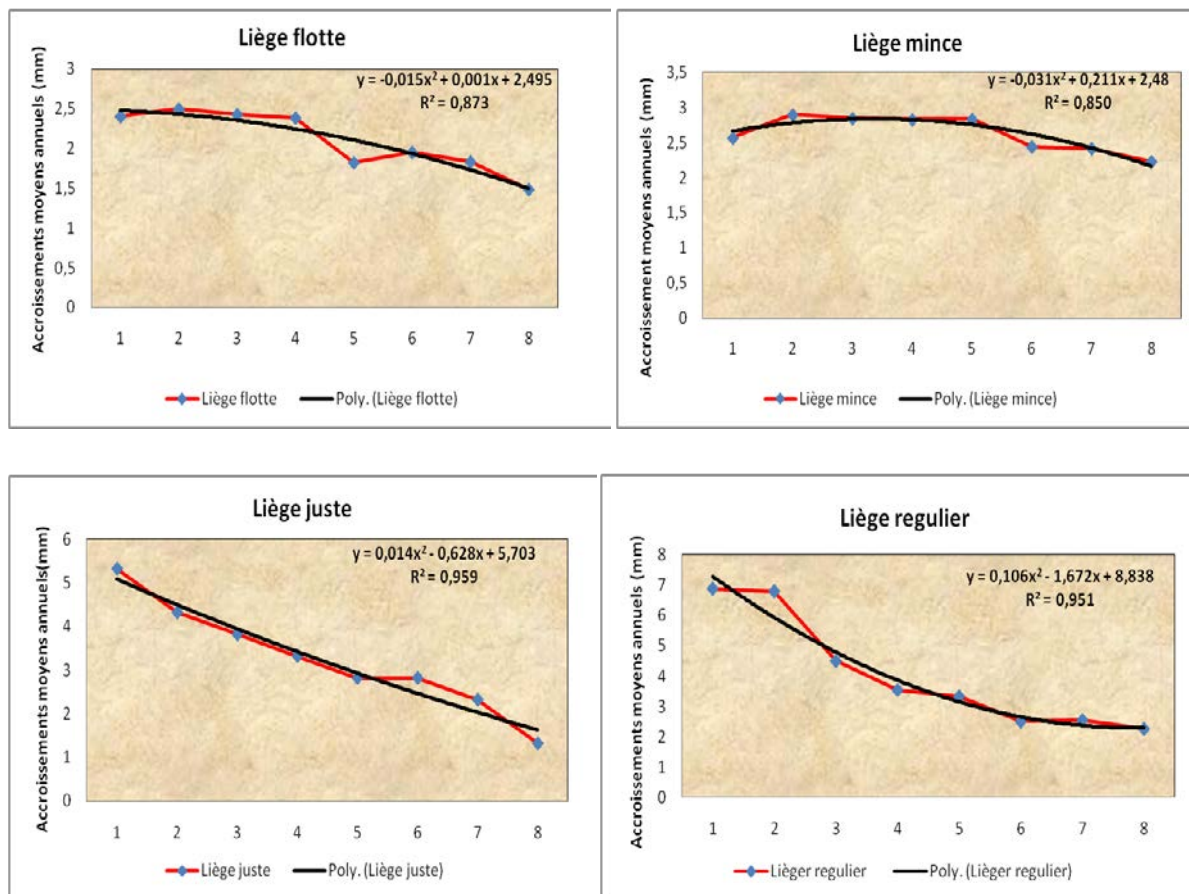 Liège flotte
y = -0,015x² + 0,001x + 2,495
R² = 0,873
Accroissements moyens annuels (mm)
3
2,5
2
1,5
1
0,5
0
1 2 3 4 5 6 7 8
Liège flotte Poly. (Liège flotte)
Liège mince
y = -0,031x² + 0,211x + 2,48
R² = 0,850
Accroissement moyens annuels (mm)
3,5
3
2,5
2
1,5
1
0,5
0
1 2 3 4 5 6 7 8
Liège mince Poly. (Liège mince)
Liège juste
y = 0,014x² - 0,628x + 5,703
R² = 0,959
Accroissements moyens annuels(mm)
6
5
4
3
2
1
0
1 2 3 4 5 6 7 8
Liège juste Poly. (Liège juste)
Liège regulier
y = 0,106x² - 1,672x + 8,838
R² = 0,951
Accroissements moyens annuels (mm)
8
7
6
5
4
3
2
1
0
1 2 3 4 5 6 7 8
Lièger regulier Poly. (Lièger regulier)